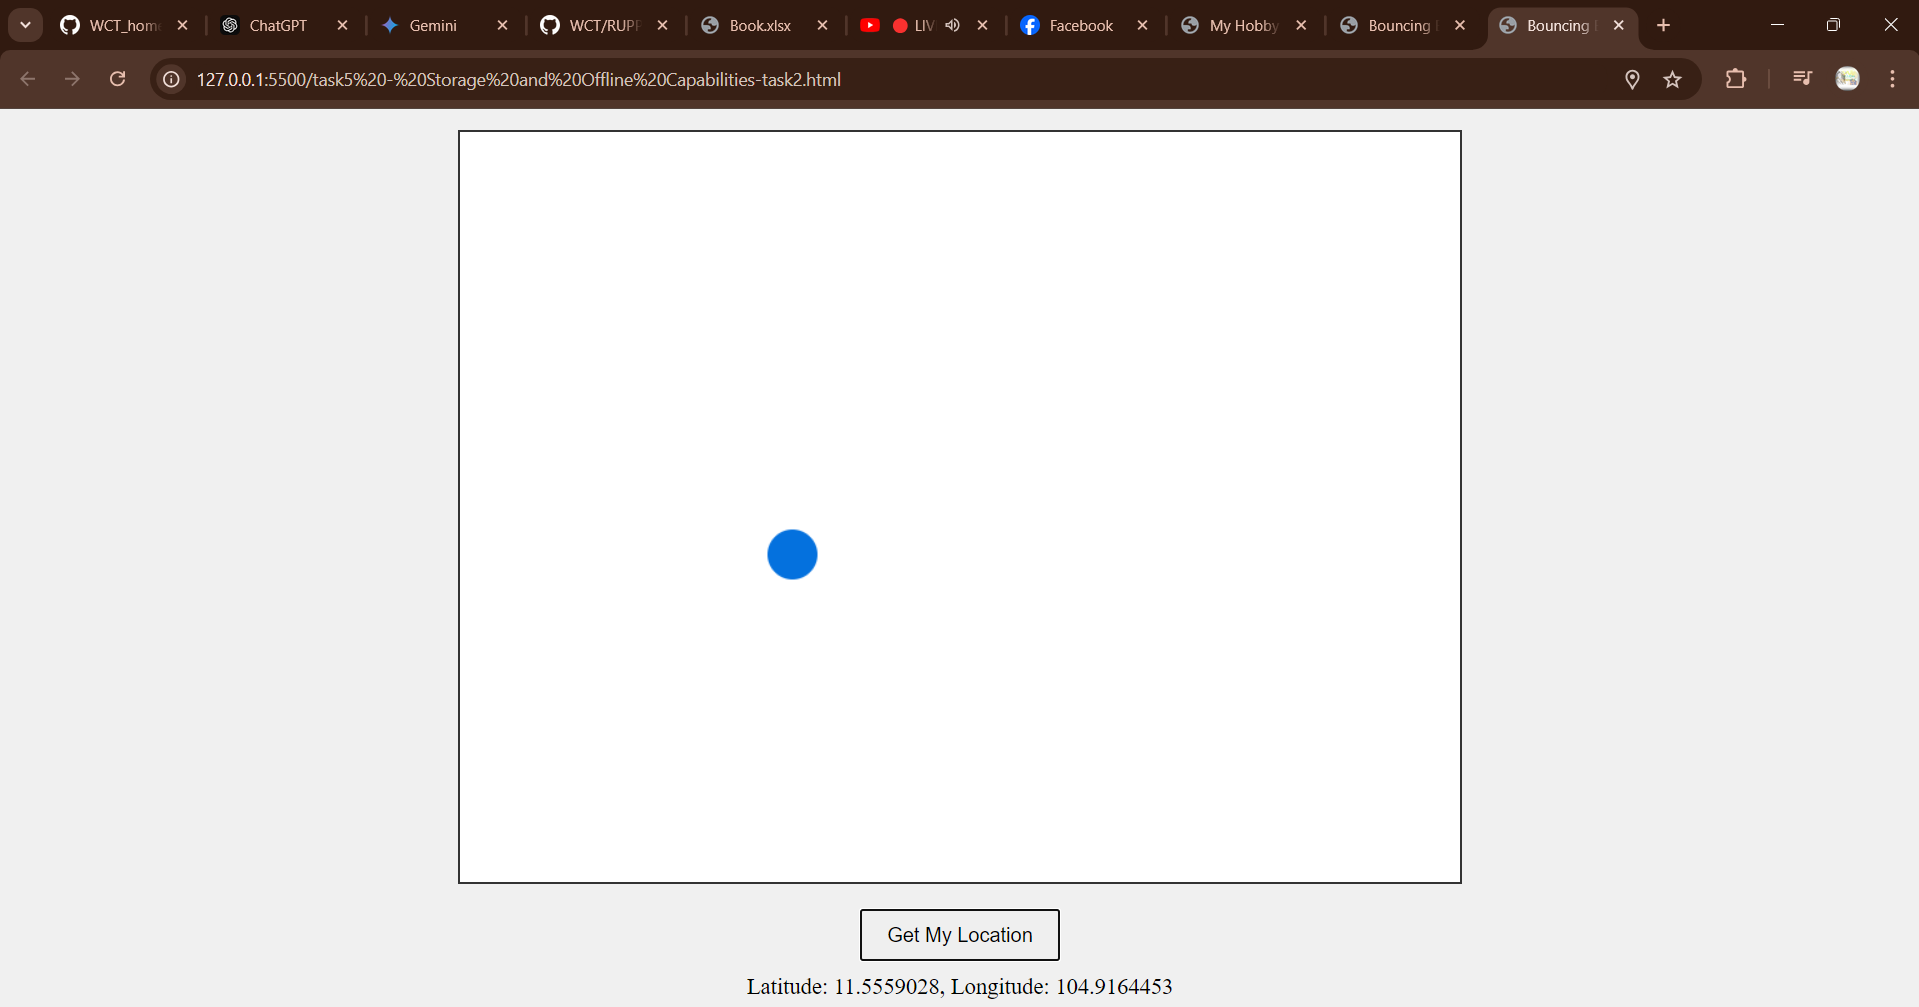 WCT_hom
ChatGPT
Gemini
WCT/RUPP
Book.xlsx
LIV
Facebook
My Hobby
Bouncing
Bouncing
127.0.0.1:5500/task5%20-%20Storage%20and%20Offline%20Capabilities-task2.html
Get My Location
Latitude: 11.5559028, Longitude: 104.9164453